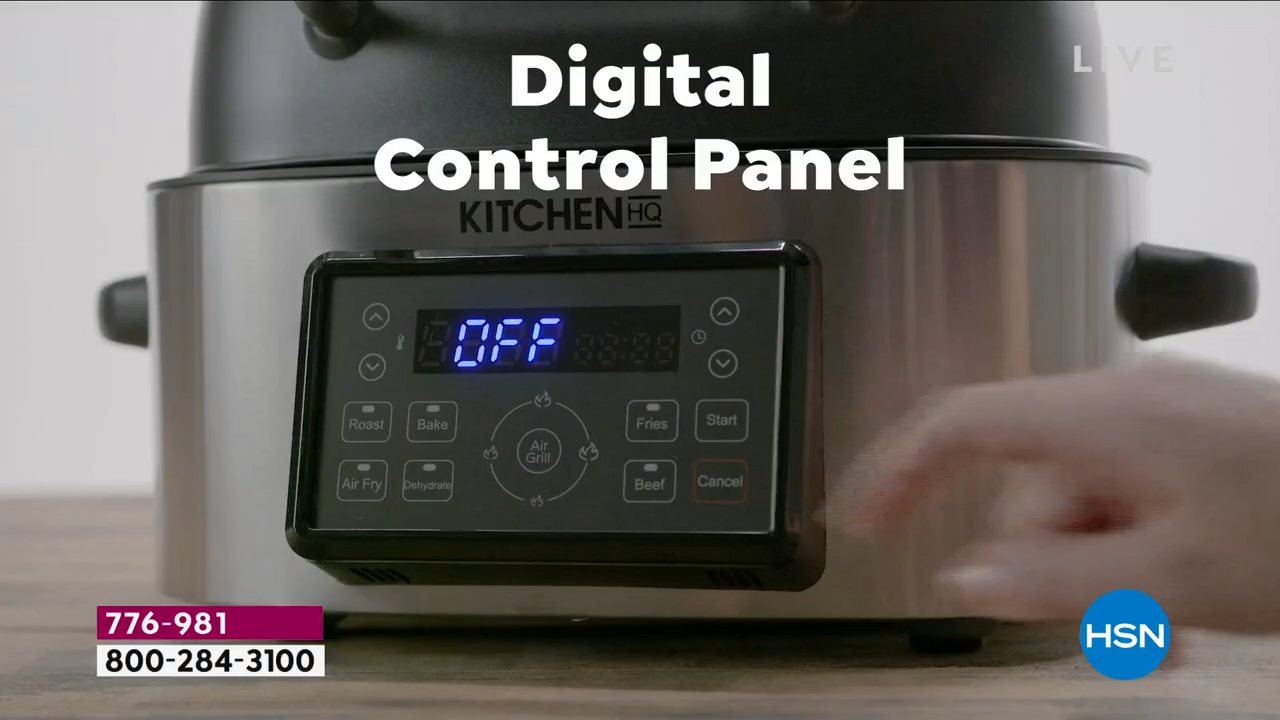 LIVE
Digital
Control Panel
KITCHEN HQ
OFF
Roast
Bake
Air
Grill
Fries
Start
Air Fry
Dehydrate
Beef
Cancel
776-981
800-284-3100
HSN